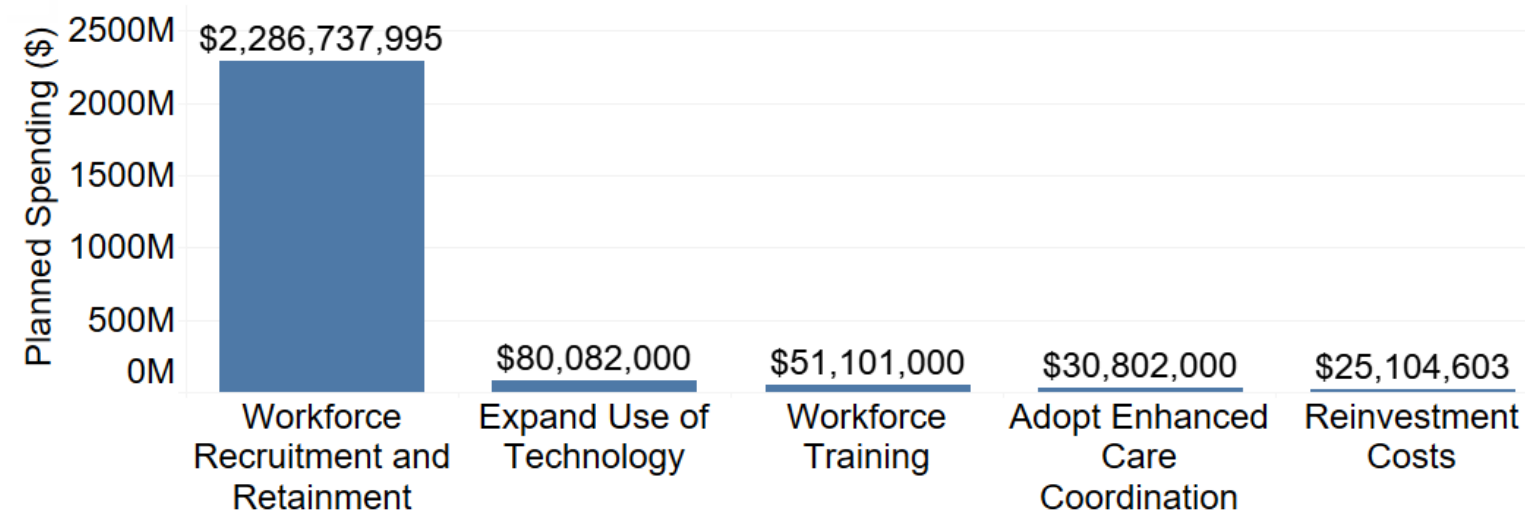 Planned Spending ($)
2500M
2000M
1500M
1000M
500M
0M
$2,286,737,995
$80,082,000
$51,101,000
$30,802,000
$25,104,603
Workforce
Recruitment and
Retainment
Expand Use of
Technology
Workforce
Training
Adopt Enhanced
Care
Coordination
Reinvestment
Costs